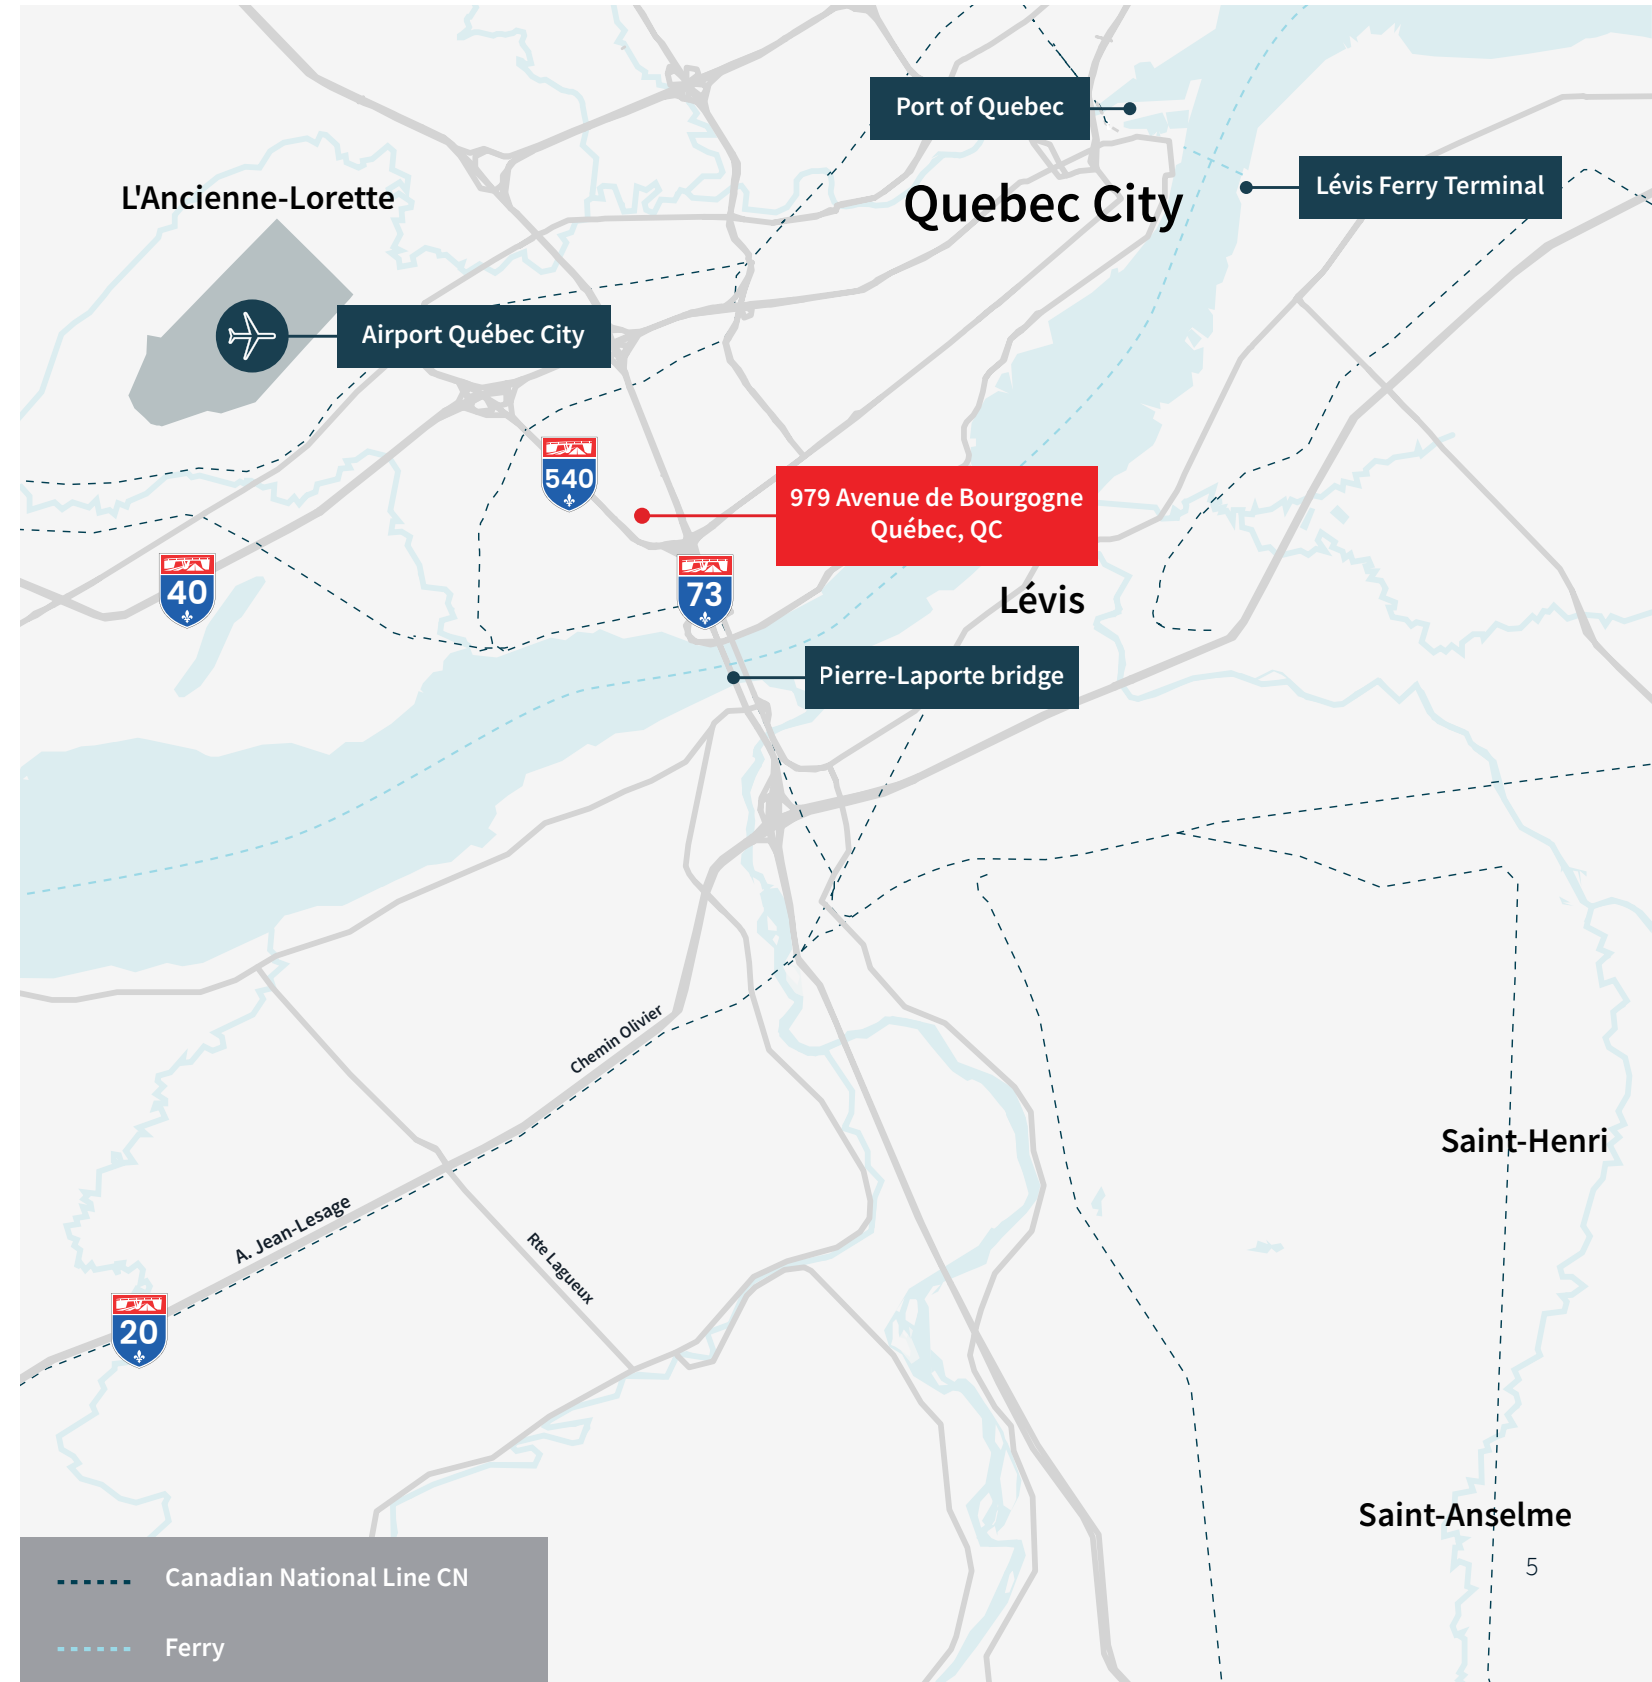 Port of Quebec
Lévis Ferry Terminal
L'Ancienne-Lorette
Quebec City
Airport Québec City
540
979 Avenue de Bourgogne
Québec, QC
40
73
Lévis
Pierre-Laporte bridge
Chemin Olivier
Saint-Henri
A. Jean-Lesage
Rte Lagueux
20
Saint-Anselme
5
Canadian National Line CN
Ferry